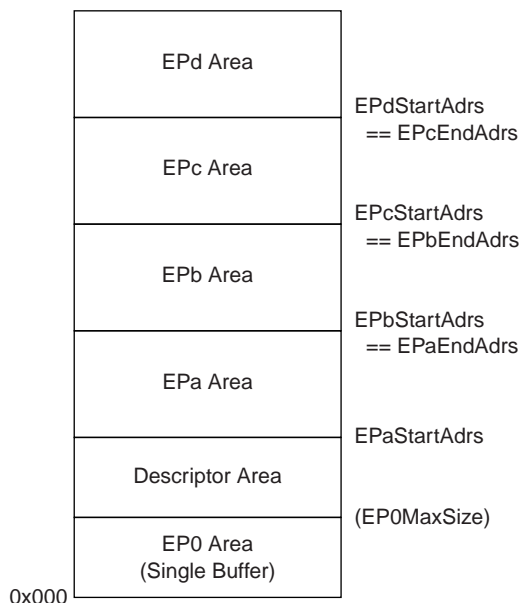 EPd Area
EPdStartAdrs
== EPcEndAdrs
EPc Area
EPcStartAdrs
== EPbEndAdrs
EPb Area
EPbStartAdrs
== EPaEndAdrs
EPa Area
EPaStartAdrs
Descriptor Area
(EP0MaxSize)
EP0 Area
(Single Buffer)
0x000